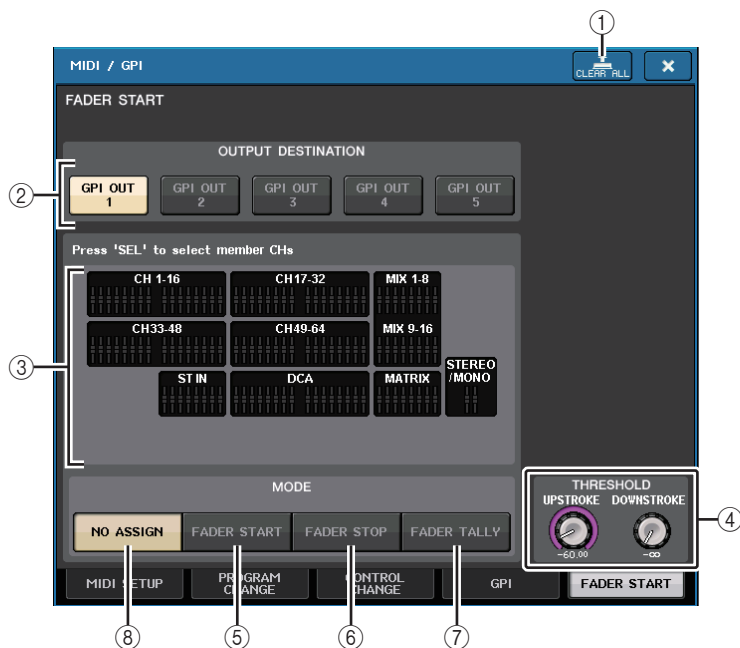 ①
MIDI / GPI
CLEAR ALL
×
FADER START
OUTPUT DESTINATION
②
GPI OUT 1
GPI OUT 2
GPI OUT 3
GPI OUT 4
GPI OUT 5
Press 'SEL' to select member CHs
③
CH 1-16
CH17-32
MIX 1-8
CH33-48
CH49-64
MIX 9-16
ST IN
DCA
MATRIX
STEREO
/MONO
MODE
NO ASSIGN
FADER START
FADER STOP
FADER TALLY
THRESHOLD
UPSTROKE
DOWNSTROKE
-60.00
-∞
④
MIDI SETUP
PROGRAM
CHANGE
CONTROL
CHANGE
GPI
FADER START
⑧
⑤
⑥
⑦